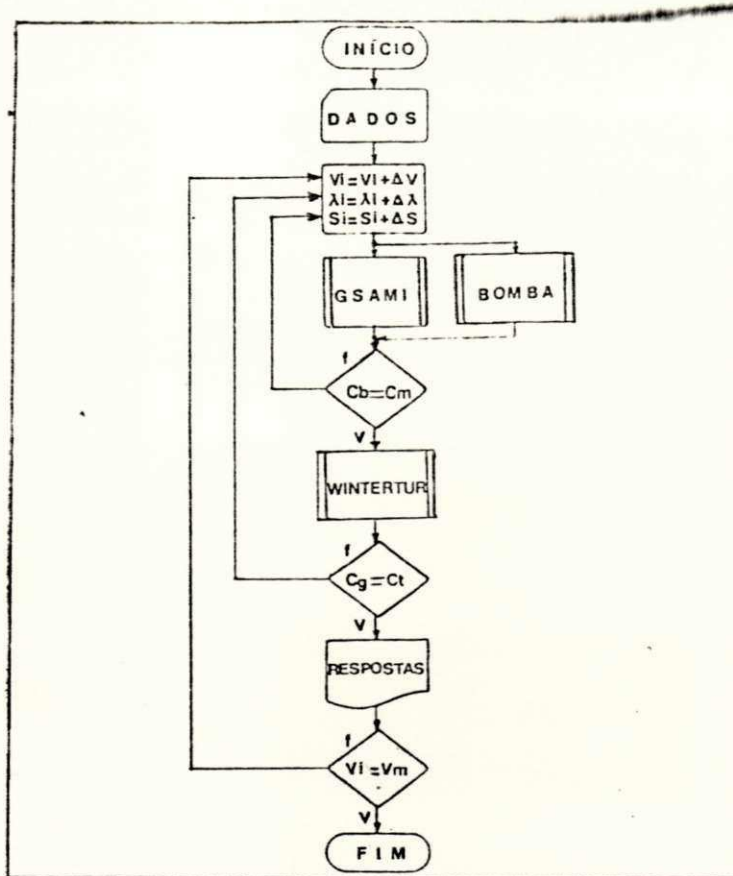 INÍCIO
DADOS
Vi=Vi+ΔV
λi=λi+Δλ
Si=Si+ΔS
GSAMI
BOMBA
f
Cb=Cm
V
WINTERTUR
f
Cg=Ct
V
RESPOSTAS
f
Vi=Vm
V
FIM